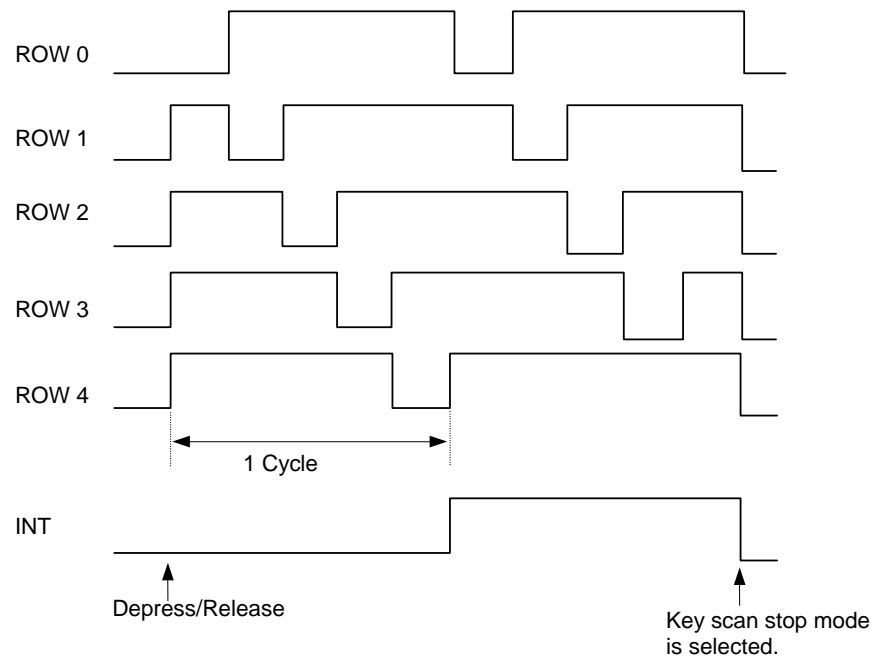 ROW 0
ROW 1
ROW 2
ROW 3
ROW 4
1 Cycle
INT
Depress/Release
Key scan stop mode
is selected.